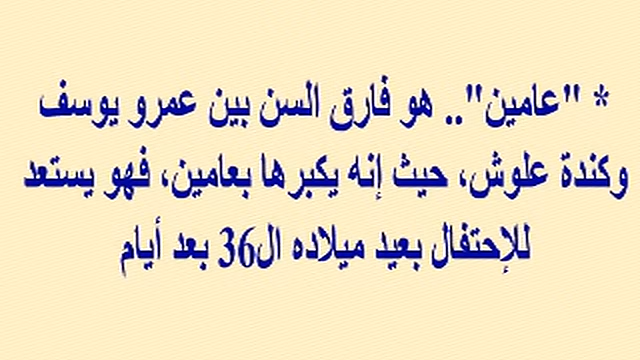 * "عامين".. هو فارق السن بين عمرو يوسف
وكندة علوش، حيث إنه يكبرها بعامين، فهو يستعد
للإحتفال بعيد ميلاده ال36 بعد أيام